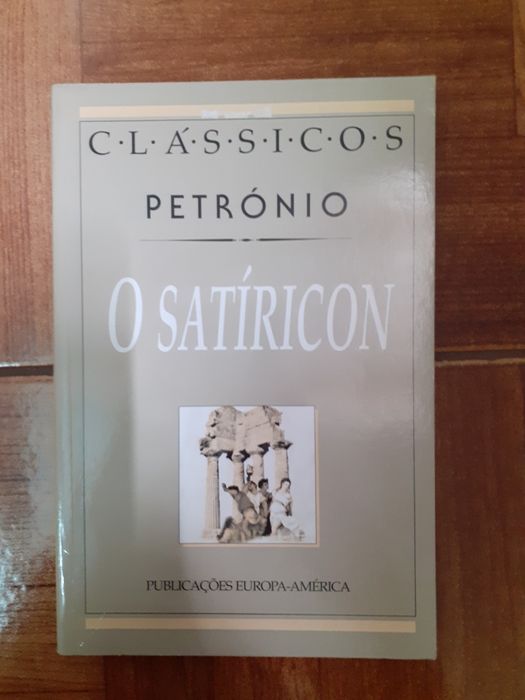 C·L·Á·S·S·I·C·O·S
PETRÓNIO
O SATÍRICON
PUBLICAÇÕES EUROPA-AMÉRICA